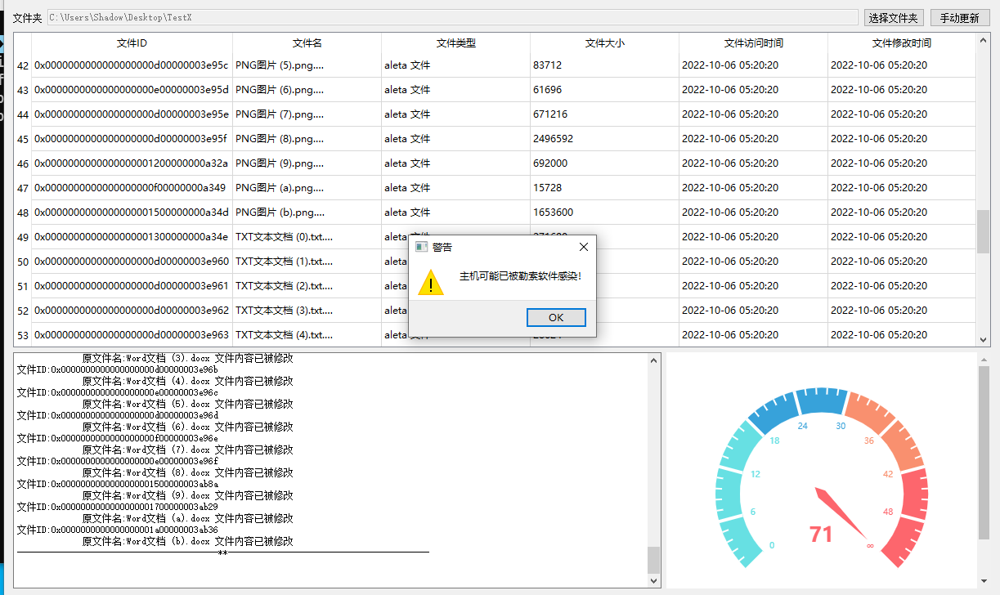 文件夹 C:\Users\Shadow\Desktop\TestX 选择文件夹 手动更新
文件ID 文件名 文件类型 文件大小 文件访问时间 文件修改时间
42 0x0000000000000000000d00000003e95c PNG图片 (5).png.... aleta 文件 83712 2022-10-06 05:20:20 2022-10-06 05:20:20
43 0x0000000000000000000e00000003e95d PNG图片 (6).png.... aleta 文件 61696 2022-10-06 05:20:20 2022-10-06 05:20:20
44 0x0000000000000000000d00000003e95e PNG图片 (7).png.... aleta 文件 671216 2022-10-06 05:20:20 2022-10-06 05:20:20
45 0x0000000000000000000d00000003e95f PNG图片 (8).png.... aleta 文件 2496592 2022-10-06 05:20:20 2022-10-06 05:20:20
46 0x0000000000000000001200000000a32a PNG图片 (9).png.... aleta 文件 692000 2022-10-06 05:20:20 2022-10-06 05:20:20
47 0x0000000000000000000f00000000a349 PNG图片 (a).png.... aleta 文件 15728 2022-10-06 05:20:20 2022-10-06 05:20:20
48 0x0000000000000000001500000000a34d PNG图片 (b).png.... aleta 文件 1653600 2022-10-06 05:20:20 2022-10-06 05:20:20
49 0x0000000000000000001300000000a34e TXT文本文档 (0).txt.... aleta 2022-10-06 05:20:20 2022-10-06 05:20:20
50 0x0000000000000000000d00000003e960 TXT文本文档 (1).txt.... aleta 2022-10-06 05:20:20 2022-10-06 05:20:20
51 0x0000000000000000000d00000003e961 TXT文本文档 (2).txt.... aleta 2022-10-06 05:20:20 2022-10-06 05:20:20
52 0x0000000000000000000d00000003e962 TXT文本文档 (3).txt.... aleta 2022-10-06 05:20:20 2022-10-06 05:20:20
53 0x0000000000000000000d00000003e963 TXT文本文档 (4).txt.... aleta 2022-10-06 05:20:20 2022-10-06 05:20:20
警告
主机可能已被勒索软件感染!
OK
原文件名:Word文档 (3).docx 文件内容已被修改
文件ID:0x0000000000000000000d00000003e96b
原文件名:Word文档 (4).docx 文件内容已被修改
文件ID:0x0000000000000000000e00000003e96c
原文件名:Word文档 (5).docx 文件内容已被修改
文件ID:0x0000000000000000000d00000003e96d
原文件名:Word文档 (6).docx 文件内容已被修改
文件ID:0x0000000000000000000f00000003e96e
原文件名:Word文档 (7).docx 文件内容已被修改
文件ID:0x0000000000000000000e00000003e96f
原文件名:Word文档 (8).docx 文件内容已被修改
文件ID:0x0000000000000000001500000003ab8a
原文件名:Word文档 (9).docx 文件内容已被修改
文件ID:0x0000000000000000001700000003ab29
原文件名:Word文档 (a).docx 文件内容已被修改
文件ID:0x0000000000000000001a00000003ab36
原文件名:Word文档 (b).docx 文件内容已被修改
**
0
6
12
18
24
30
36
42
48
∞
71